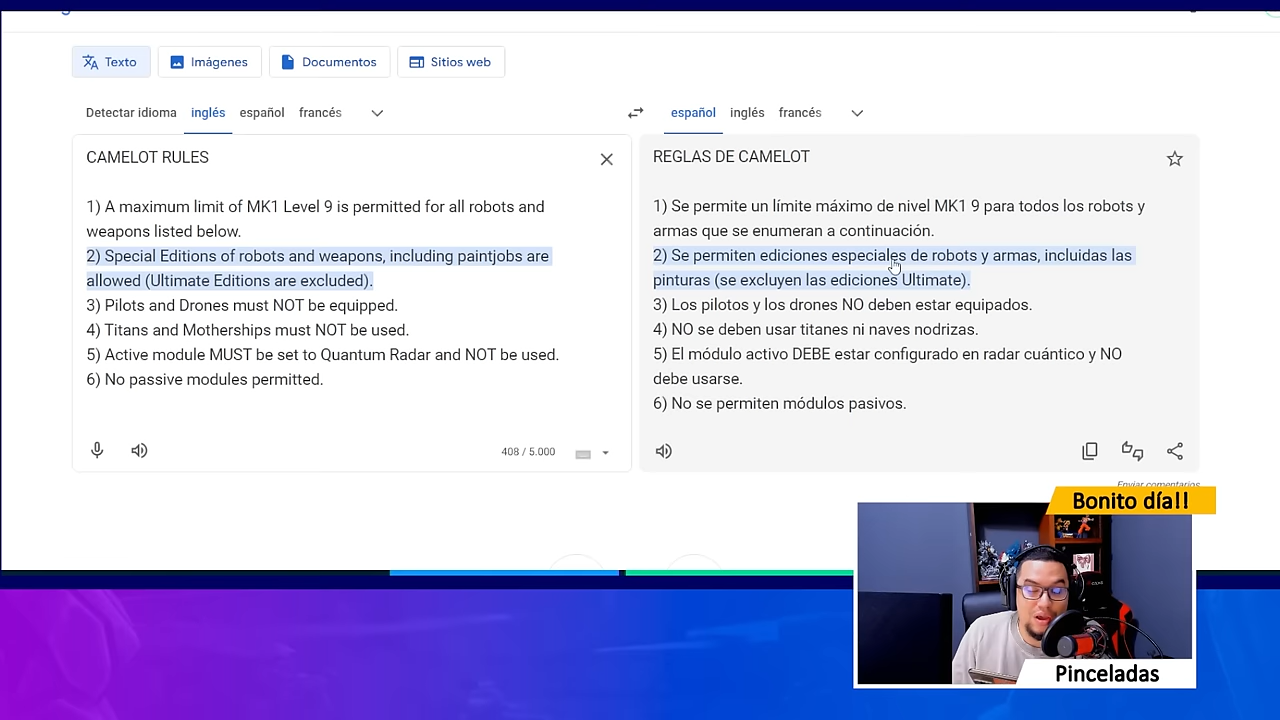 Texto
Imágenes
Documentos
Sitios web
Detectar idioma inglés español francés
español inglés francés
CAMELOT RULES
1) A maximum limit of MK1 Level 9 is permitted for all robots and
weapons listed below.
2) Special Editions of robots and weapons, including paintjobs are
allowed (Ultimate Editions are excluded).
3) Pilots and Drones must NOT be equipped.
4) Titans and Motherships must NOT be used.
5) Active module MUST be set to Quantum Radar and NOT be used.
6) No passive modules permitted.
408 / 5.000
REGLAS DE CAMELOT
1) Se permite un límite máximo de nivel MK1 9 para todos los robots y
armas que se enumeran a continuación.
2) Se permiten ediciones especiales de robots y armas, incluidas las
pinturas (se excluyen las ediciones Ultimate).
3) Los pilotos y los drones NO deben estar equipados.
4) NO se deben usar titanes ni naves nodrizas.
5) El módulo activo DEBE estar configurado en radar cuántico y NO
debe usarse.
6) No se permiten módulos pasivos.
Enviar comentarios
Bonito día!!
Pinceladas